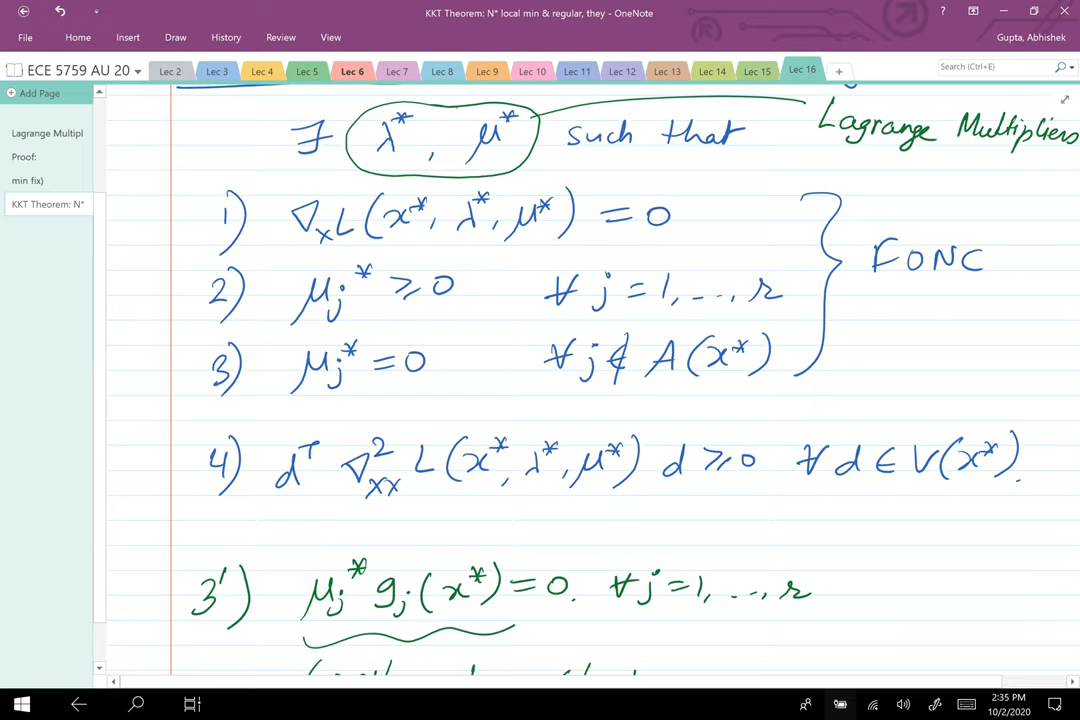 KKT Theorem: N* local min & regular, they - OneNote
Gupta, Abhishek
File Home Insert Draw History Review View
ECE 5759 AU 20
Lec 2 Lec 3 Lec 4 Lec 5 Lec 6 Lec 7 Lec 8 Lec 9 Lec 10 Lec 11 Lec 12 Lec 13 Lec 14 Lec 15 Lec 16
Search (Ctrl+E)
Add Page
Lagrange Multipl
Proof:
min fix)
KKT Theorem: N*
∃ λ*, μ* such that
Lagrange Multipliers
1) ∇ₓL(x*, λ*, μ*) = 0
2) μj* ≥ 0 ∀ j = 1, ..., r
3) μj* = 0 ∀ j ∉ A(x*)
FONC
4) dᵀ ∇²xx L(x*, λ*, μ*) d ≥ 0 ∀ d ∈ V(x*).
3') μj* gj(x*) = 0. ∀ j = 1, ..., r
2:35 PM
10/2/2020